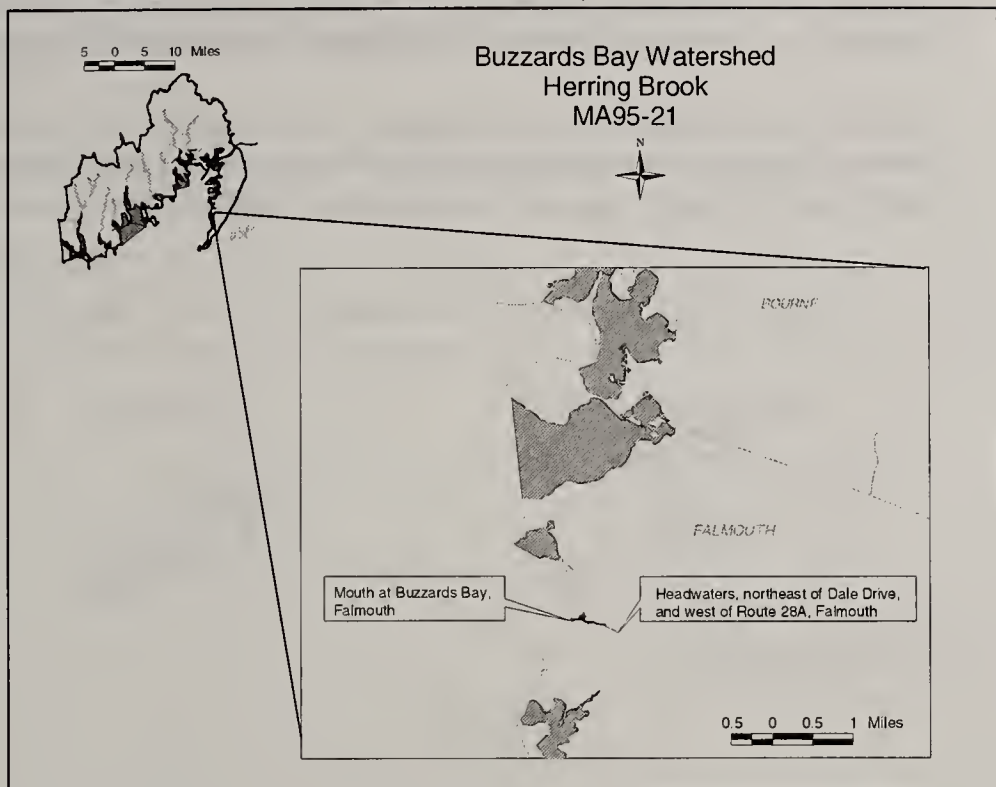 5 0 5 10 Miles
Buzzards Bay Watershed
Herring Brook
MA95-21
N
BOURNE
FALMOUTH
Mouth at Buzzards Bay,
Falmouth
Headwaters, northeast of Dale Drive,
and west of Route 28A, Falmouth
0.5 0 0.5 1 Miles